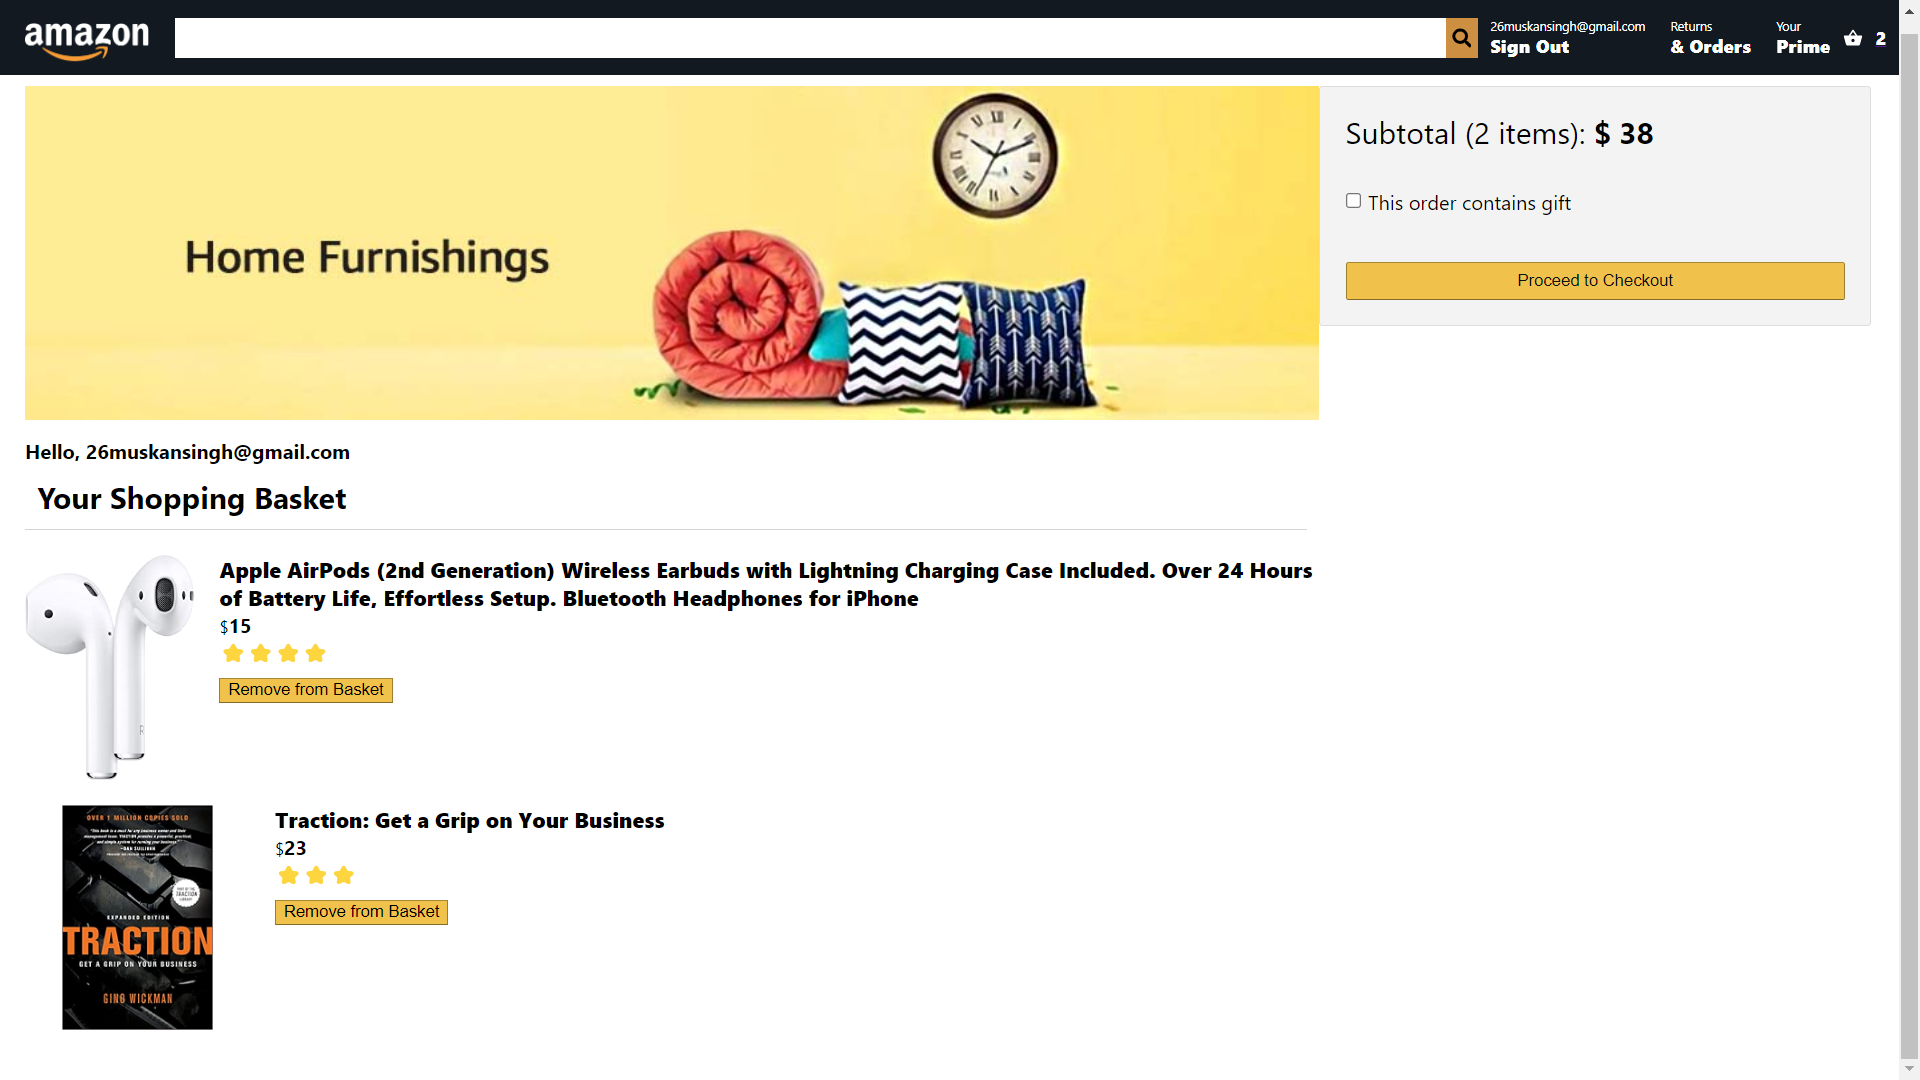 amazon
26muskansingh@gmail.com
Sign Out
Returns
& Orders
Your
Prime
2
Home Furnishings
Subtotal (2 items): $ 38
This order contains gift
Proceed to Checkout
Hello, 26muskansingh@gmail.com
Your Shopping Basket
Apple AirPods (2nd Generation) Wireless Earbuds with Lightning Charging Case Included. Over 24 Hours
of Battery Life, Effortless Setup. Bluetooth Headphones for iPhone
$15
Remove from Basket
Traction: Get a Grip on Your Business
$23
Remove from Basket
OVER 1 MILLION COPIES SOLD
EXPANDED EDITION
TRACTION
GET A GRIP ON YOUR BUSINESS
GINO WICKMAN